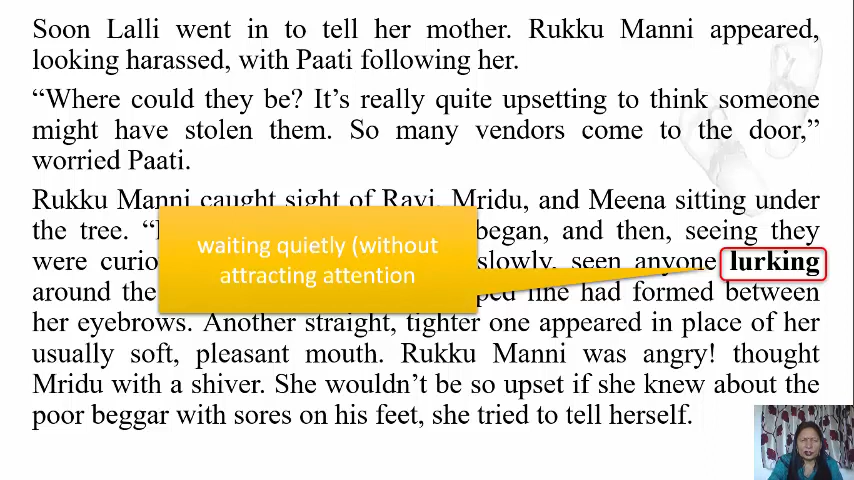 Soon Lalli went in to tell her mother. Rukku Manni appeared,
looking harassed, with Paati following her.
“Where could they be? It’s really quite upsetting to think someone
might have stolen them. So many vendors come to the door,”
worried Paati.
Rukku Manni caught sight of Ravi, Mridu, and Meena sitting under
the tree. “ began, and then, seeing they
were slowly, seen anyone lurking
around the line had formed between
her eyebrows. Another straight, tighter one appeared in place of her
usually soft, pleasant mouth. Rukku Manni was angry! thought
Mridu with a shiver. She wouldn’t be so upset if she knew about the
poor beggar with sores on his feet, she tried to tell herself.
waiting quietly (without
attracting attention